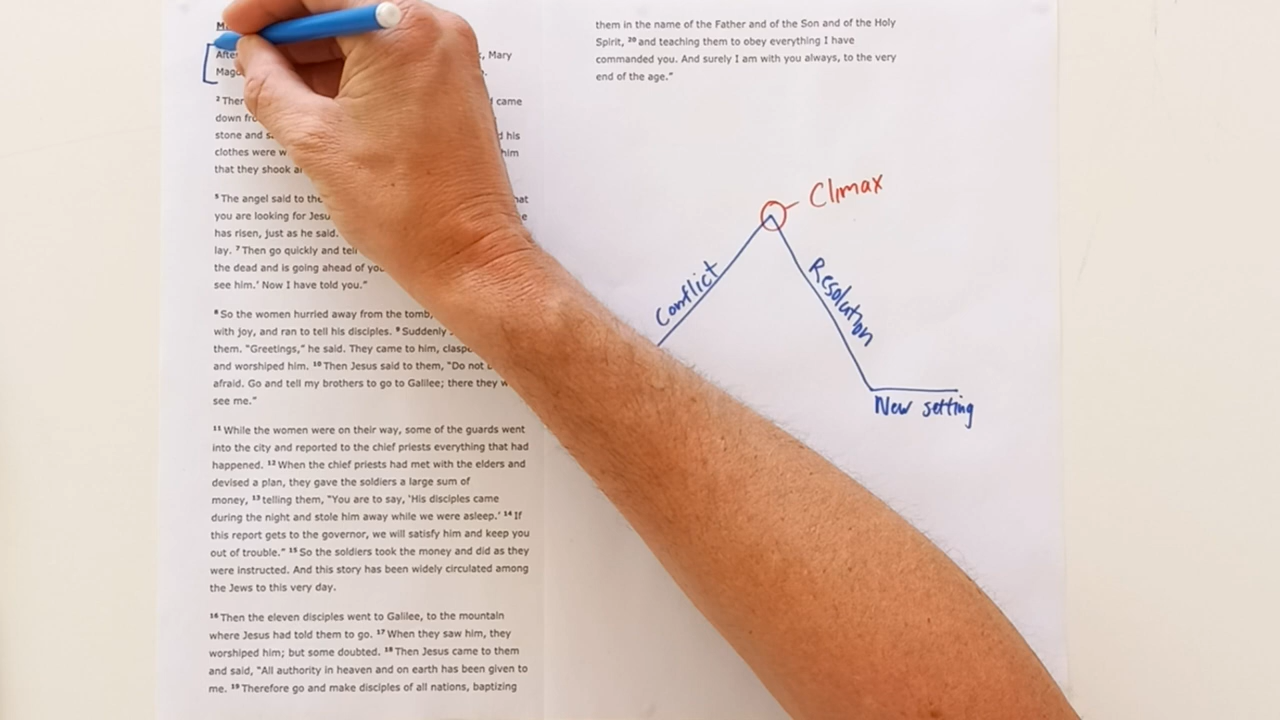 After
, Mary
² Ther
came
down fr
stone and s
his
clothes were w
him
that they shook a
⁵ The angel said to the
you are looking for Jesu
has risen, just as he said.
lay. ⁷ Then go quickly and tell
the dead and is going ahead of you
see him.’ Now I have told you.”
⁸ So the women hurried away from the tomb,
with joy, and ran to tell his disciples. ⁹ Suddenly
them. “Greetings,” he said. They came to him, clasp
and worshiped him. ¹⁰ Then Jesus said to them, “Do not
afraid. Go and tell my brothers to go to Galilee; there they w
see me.”
¹¹ While the women were on their way, some of the guards went
into the city and reported to the chief priests everything that had
happened. ¹² When the chief priests had met with the elders and
devised a plan, they gave the soldiers a large sum of
money, ¹³ telling them, “You are to say, ‘His disciples came
during the night and stole him away while we were asleep.’ ¹⁴ If
this report gets to the governor, we will satisfy him and keep you
out of trouble.” ¹⁵ So the soldiers took the money and did as they
were instructed. And this story has been widely circulated among
the Jews to this very day.
¹⁶ Then the eleven disciples went to Galilee, to the mountain
where Jesus had told them to go. ¹⁷ When they saw him, they
worshiped him; but some doubted. ¹⁸ Then Jesus came to them
and said, “All authority in heaven and on earth has been given to
me. ¹⁹ Therefore go and make disciples of all nations, baptizing
them in the name of the Father and of the Son and of the Holy
Spirit, ²⁰ and teaching them to obey everything I have
commanded you. And surely I am with you always, to the very
end of the age.”
Climax
Conflict
Resolution
New setting